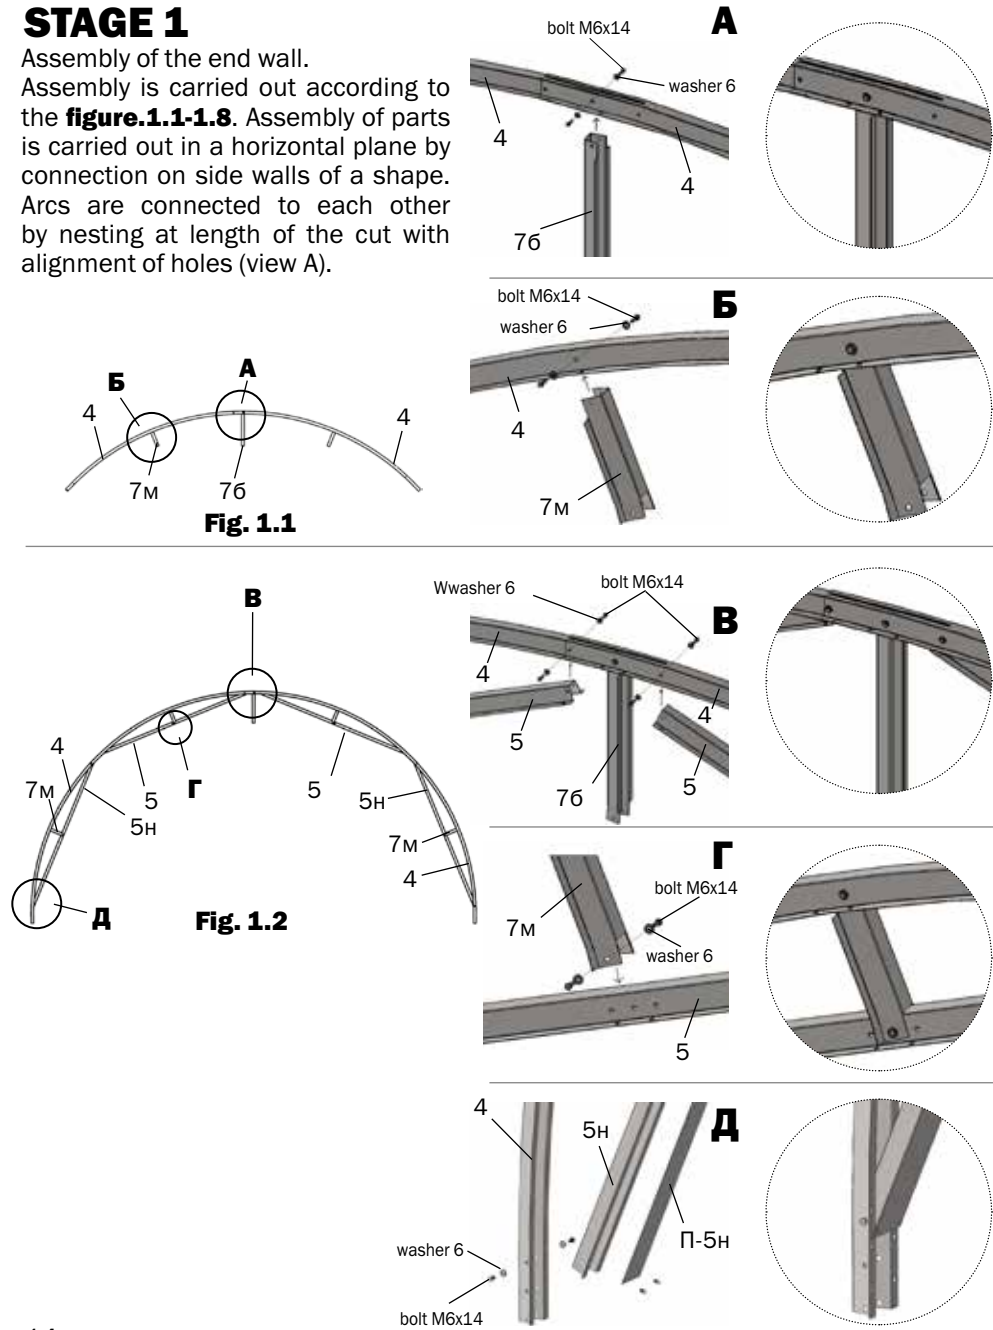 STAGE 1
Assembly of the end wall.
Assembly is carried out according to
the figure.1.1-1.8. Assembly of parts
is carried out in a horizontal plane by
connection on side walls of a shape.
Arcs are connected to each other
by nesting at length of the cut with
alignment of holes (view A).
А
bolt M6x14
washer 6
4
4
7б
Б
bolt M6x14
washer 6
4
7м
Б
А
4
4
7м
7б
Fig. 1.1
В
Wwasher 6
bolt M6x14
4
4
5
5
7б
В
4
7м
5
Г
5
5н
5н
7м
4
Д
Fig. 1.2
Г
bolt M6x14
7м
washer 6
5
Д
4
5н
П-5н
washer 6
bolt M6x14